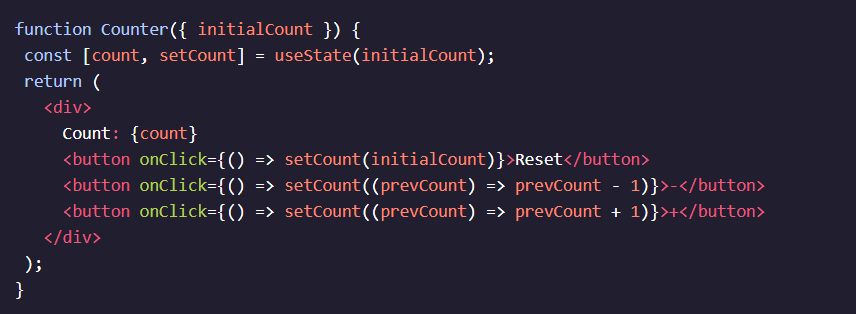 function Counter({ initialCount }) {
const [count, setCount] = useState(initialCount);
return (
<div>
Count: {count}
<button onClick={() => setCount(initialCount)}>Reset</button>
<button onClick={() => setCount((prevCount) => prevCount - 1)}>-</button>
<button onClick={() => setCount((prevCount) => prevCount + 1)}>+</button>
</div>
);
}